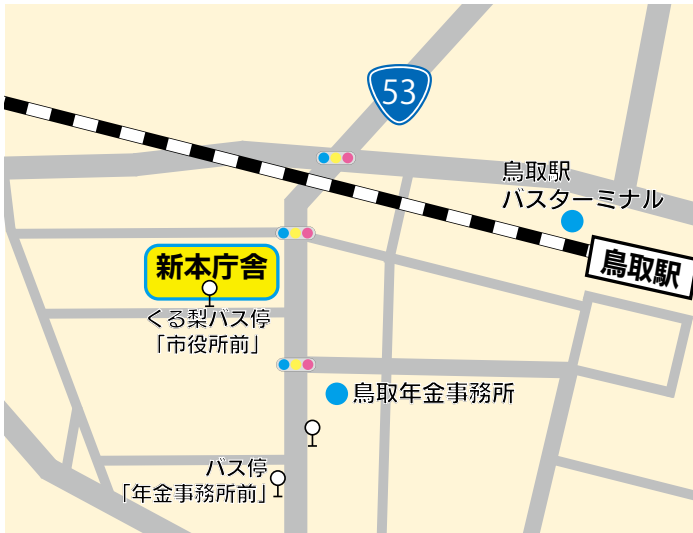 53
鳥取駅
バスターミナル
鳥取駅
新本庁舎
くる梨バス停
「市役所前」
鳥取年金事務所
バス停
「年金事務所前」